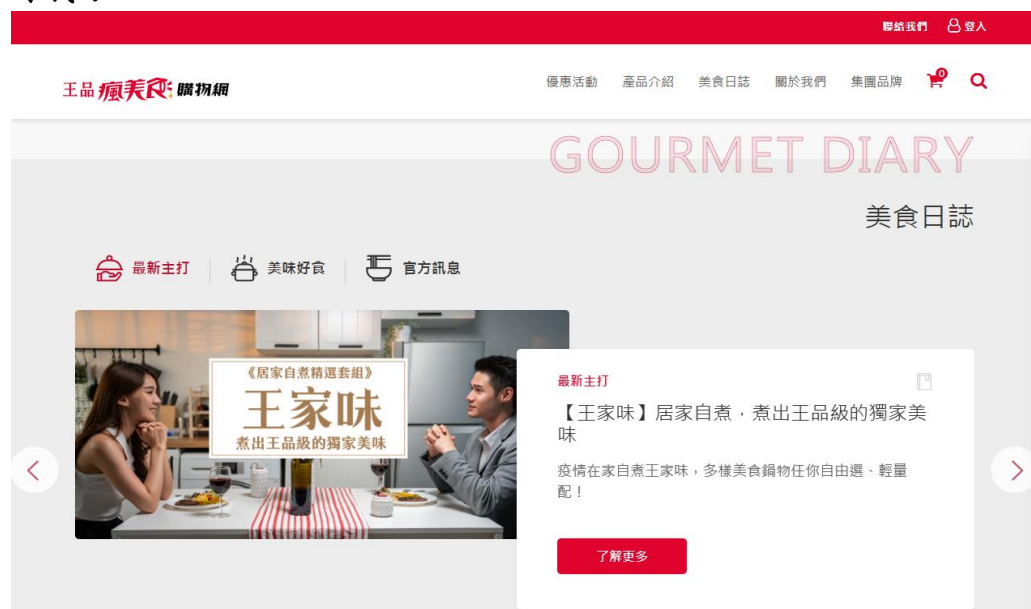 聯絡我們 登入
王品瘋美食購物網 優惠活動 產品介紹 美食日誌 關於我們 集團品牌 0
GOURMET DIARY
美食日誌
最新主打 美味好食 官方訊息
《居家自煮精選套組》
王家味
煮出王品級的獨家美味
最新主打
【王家味】居家自煮，煮出王品級的獨家美
味
疫情在家自煮王家味，多樣美食鍋物任你自由選、輕量
配！
了解更多